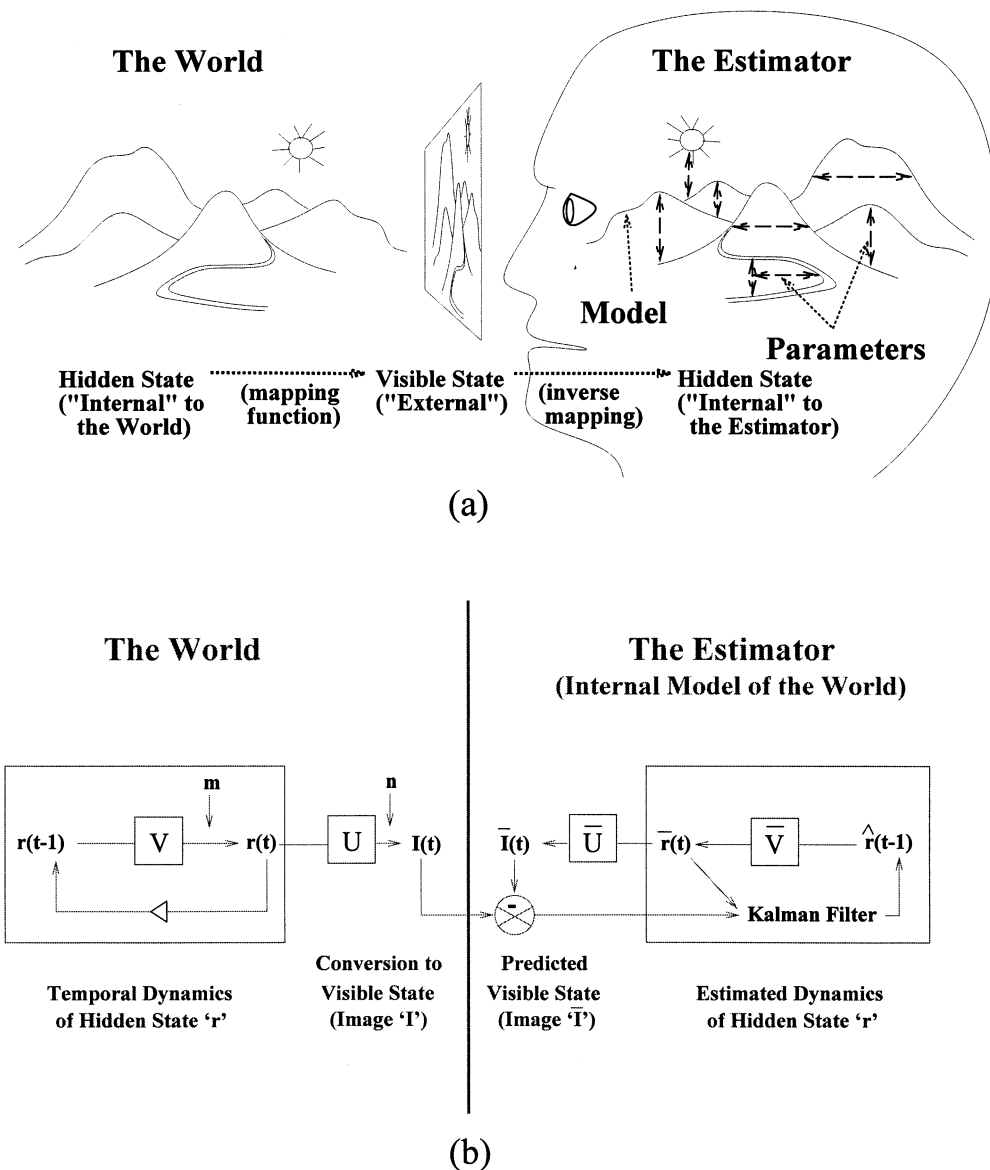 The World
The Estimator
Model
Parameters
Hidden State
("Internal" to
the World)
(mapping
function)
Visible State
("External")
(inverse
mapping)
Hidden State
("Internal" to
the Estimator)
(a)
The World
The Estimator
(Internal Model of the World)
m
n
r(t-1)
V
r(t)
U
I(t)
I̅(t)
U̅
r̅(t)
V̅
r̂(t-1)
-
Kalman Filter
Temporal Dynamics
of Hidden State ‘r’
Conversion to
Visible State
(Image ‘I’)
Predicted
Visible State
(Image ‘I̅’)
Estimated Dynamics
of Hidden State ‘r’
(b)